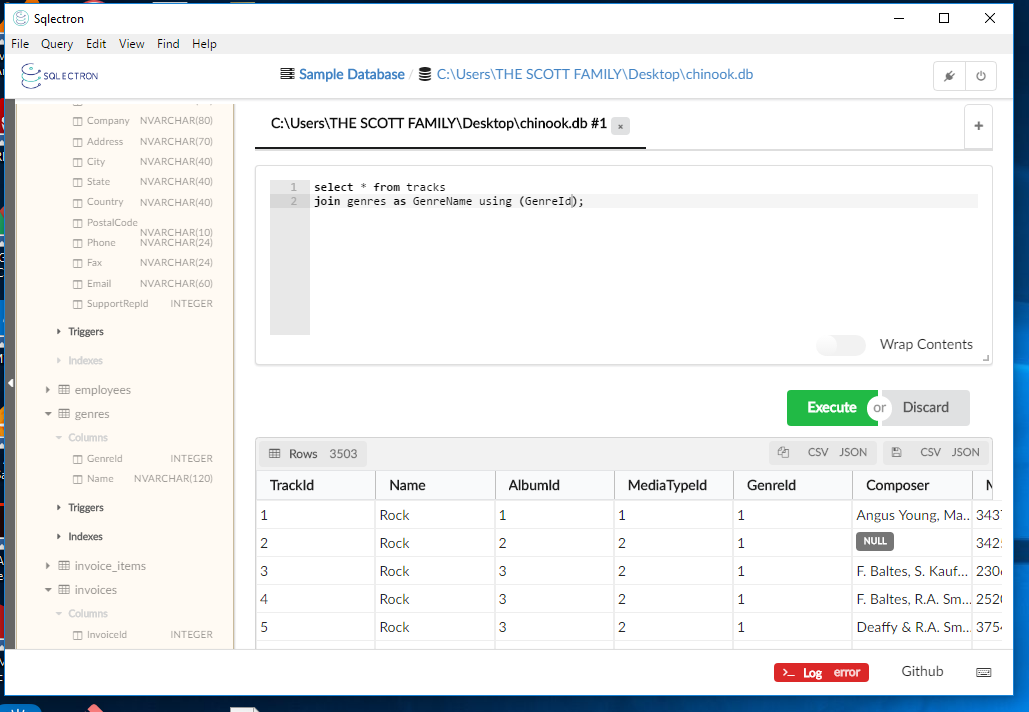 Sqlectron
File Query Edit View Find Help
SQLECTRON
Sample Database / C:\Users\THE SCOTT FAMILY\Desktop\chinook.db
Company NVARCHAR(80)
Address NVARCHAR(70)
City NVARCHAR(40)
State NVARCHAR(40)
Country NVARCHAR(40)
PostalCode NVARCHAR(10)
Phone NVARCHAR(24)
Fax NVARCHAR(24)
Email NVARCHAR(60)
SupportRepId INTEGER
Triggers
Indexes
employees
genres
Columns
GenreId INTEGER
Name NVARCHAR(120)
Triggers
Indexes
invoice_items
invoices
Columns
InvoiceId INTEGER
C:\Users\THE SCOTT FAMILY\Desktop\chinook.db #1 ×
+
1 select * from tracks
2 join genres as GenreName using (GenreId);
Wrap Contents
Execute or Discard
Rows 3503 CSV JSON CSV JSON
TrackId Name AlbumId MediaTypeId GenreId Composer
1 Rock 1 1 1 Angus Young, Ma... 343
2 Rock 2 2 1 NULL 342
3 Rock 3 2 1 F. Baltes, S. Kauf... 230
4 Rock 3 2 1 F. Baltes, R.A. Sm... 252
5 Rock 3 2 1 Deaffy & R.A. Sm... 375
>_ Log error Github